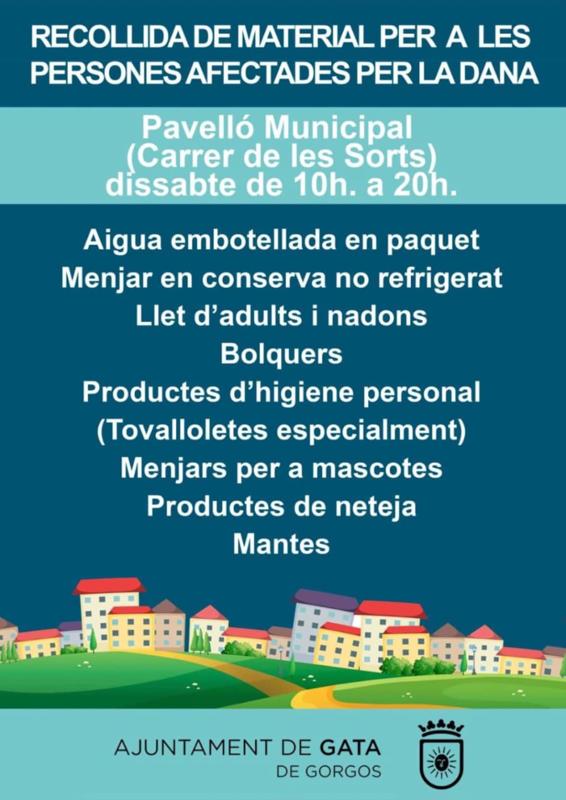 RECOLLIDA DE MATERIAL PER A LES
PERSONES AFECTADES PER LA DANA
Pavelló Municipal
(Carrer de les Sorts)
dissabte de 10h. a 20h.
Aigua embotellada en paquet
Menjar en conserva no refrigerat
Llet d’adults i nadons
Bolquers
Productes d’higiene personal
(Tovalloletes especialment)
Menjars per a mascotes
Productes de neteja
Mantes
AJUNTAMENT DE GATA
DE GORGOS